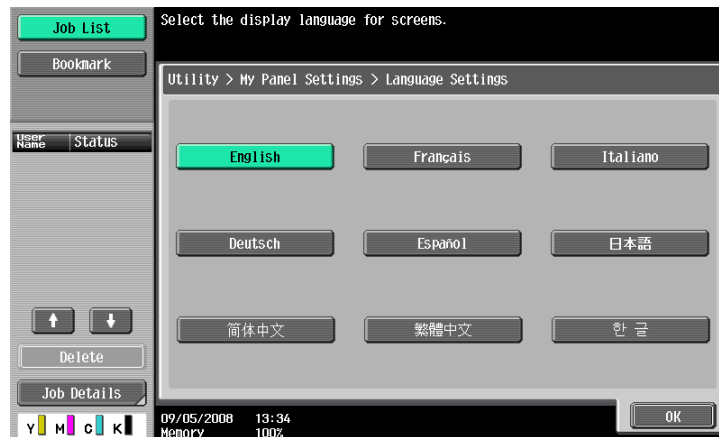 Job List
Select the display language for screens.
Bookmark
Utility > My Panel Settings > Language Settings
User Name
Status
English
Français
Italiano
Deutsch
Español
日本語
简体中文
繁體中文
한 글
Delete
Job Details
OK
Y M C K
09/05/2008 13:34
Memory 100%